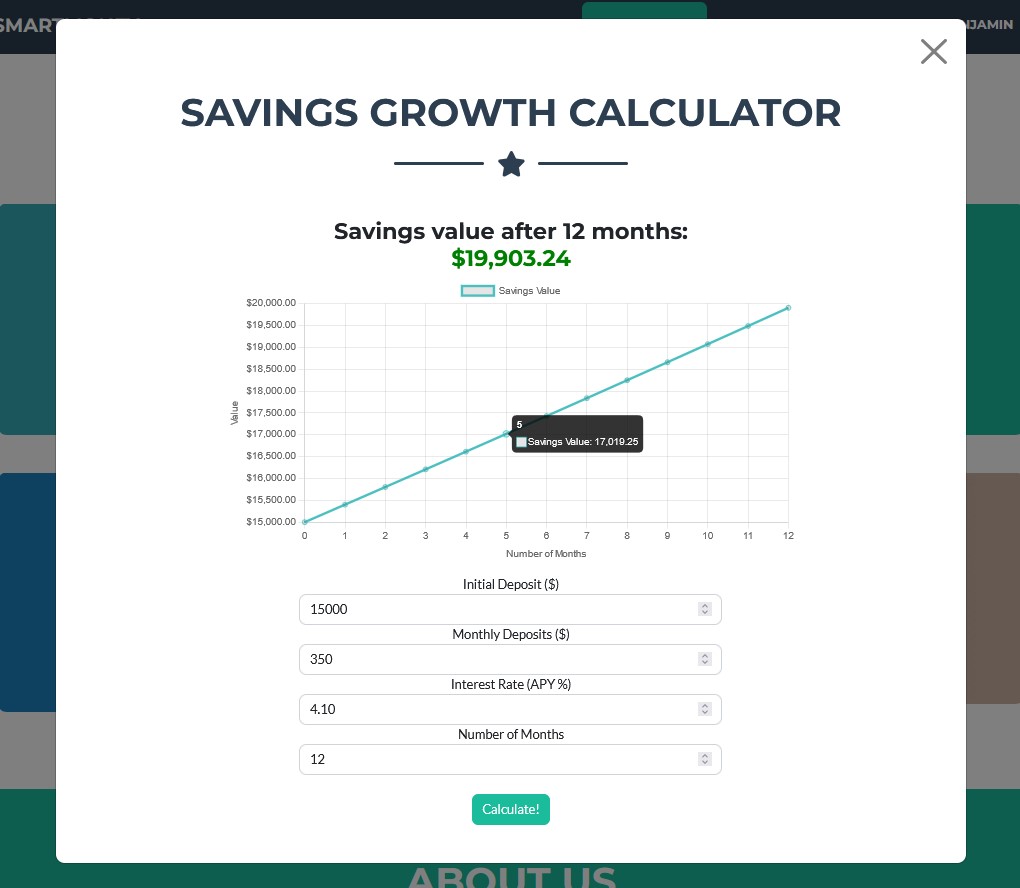 SAVINGS GROWTH CALCULATOR
Savings value after 12 months:
$19,903.24
Savings Value
$20,000.00
$19,500.00
$19,000.00
$18,500.00
$18,000.00
$17,500.00
$17,000.00
$16,500.00
$16,000.00
$15,500.00
$15,000.00
Value
5
Savings Value: 17,019.25
0 1 2 3 4 5 6 7 8 9 10 11 12
Number of Months
Initial Deposit ($)
15000
Monthly Deposits ($)
350
Interest Rate (APY %)
4.10
Number of Months
12
Calculate!
ABOUT US